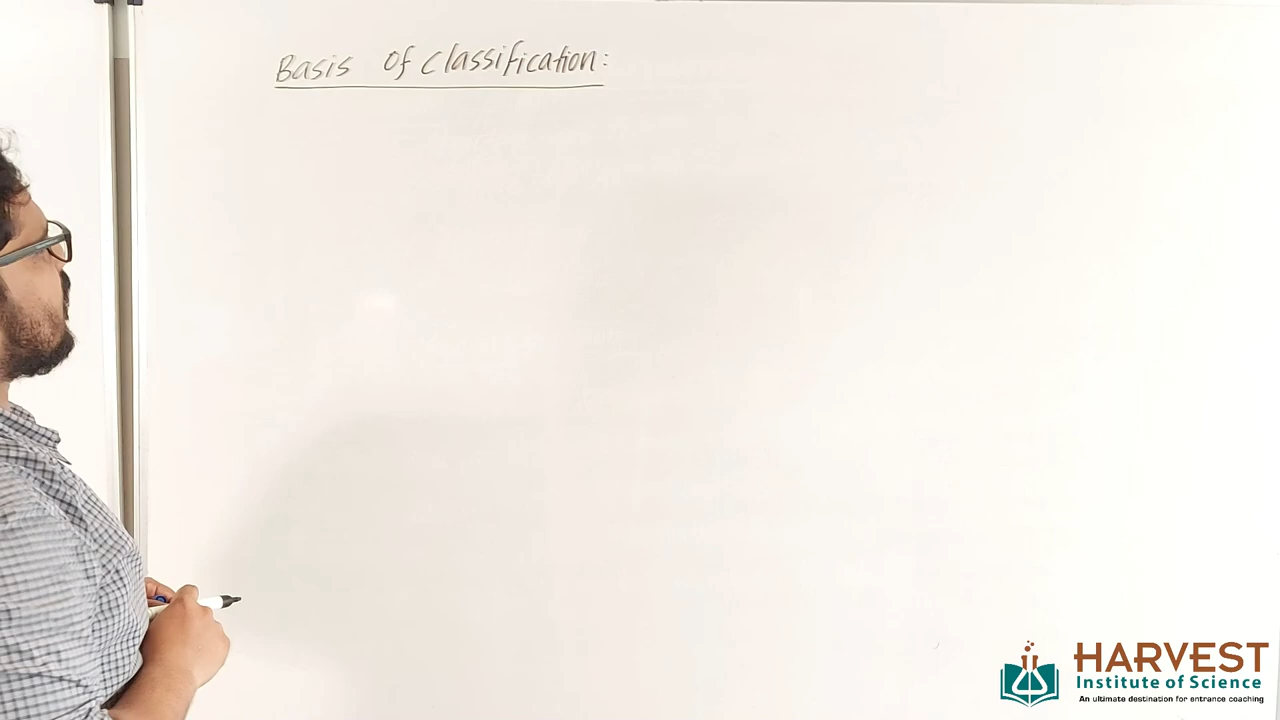 Basis of classification:
HARVEST
Institute of Science
An ultimate destination for entrance coaching